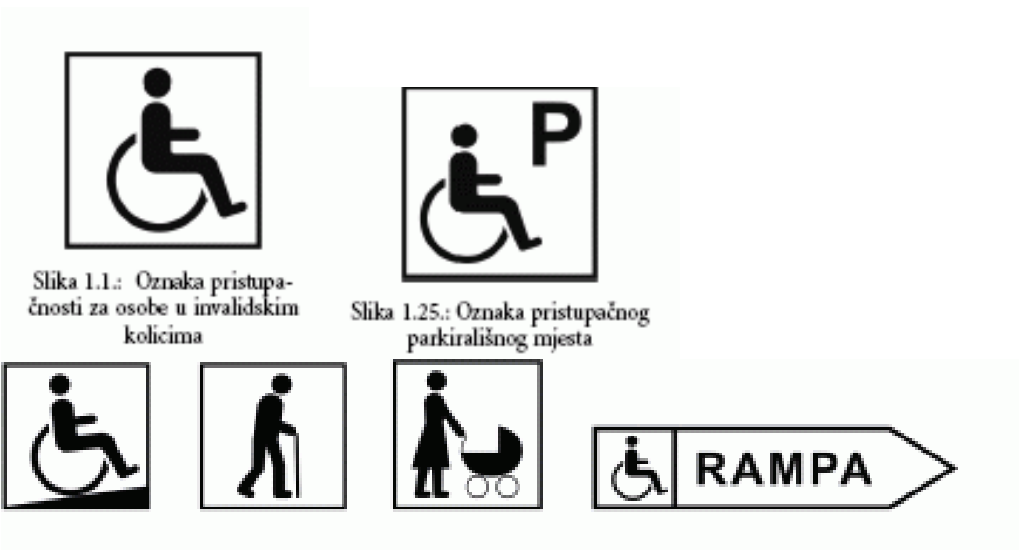 P
Slika 1.1.: Oznaka pristupa-
čnosti za osobe u invalidskim
kolicima
Slika 1.25.: Oznaka pristupačnog
parkirališnog mjesta
RAMPA